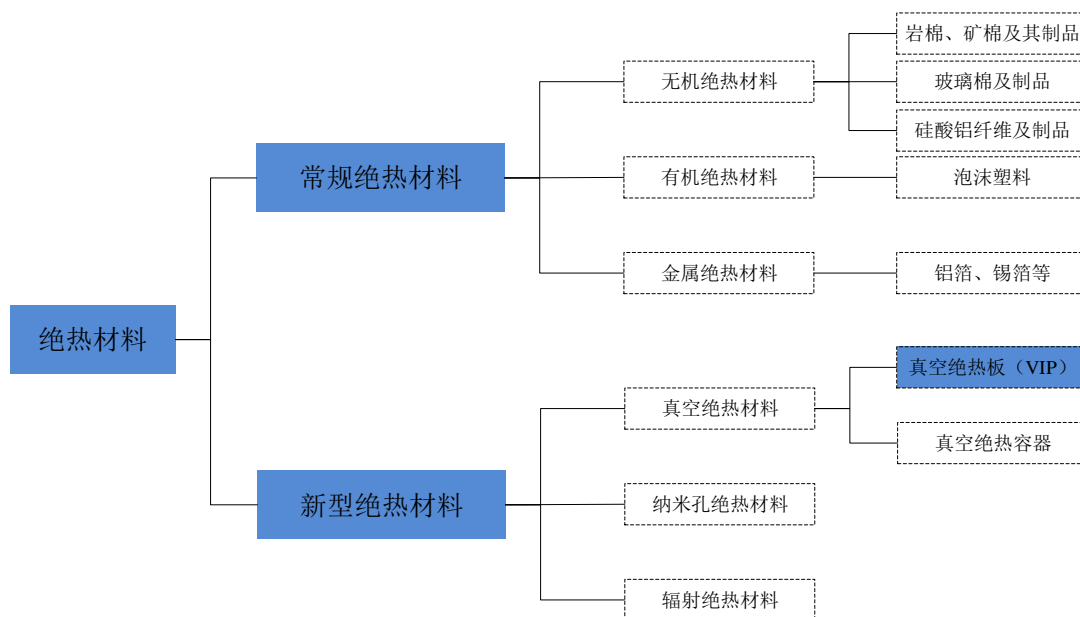 岩棉、矿棉及其制品
无机绝热材料
玻璃棉及制品
硅酸铝纤维及制品
常规绝热材料
有机绝热材料
泡沫塑料
金属绝热材料
铝箔、锡箔等
绝热材料
真空绝热板（VIP）
真空绝热材料
真空绝热容器
新型绝热材料
纳米孔绝热材料
辐射绝热材料